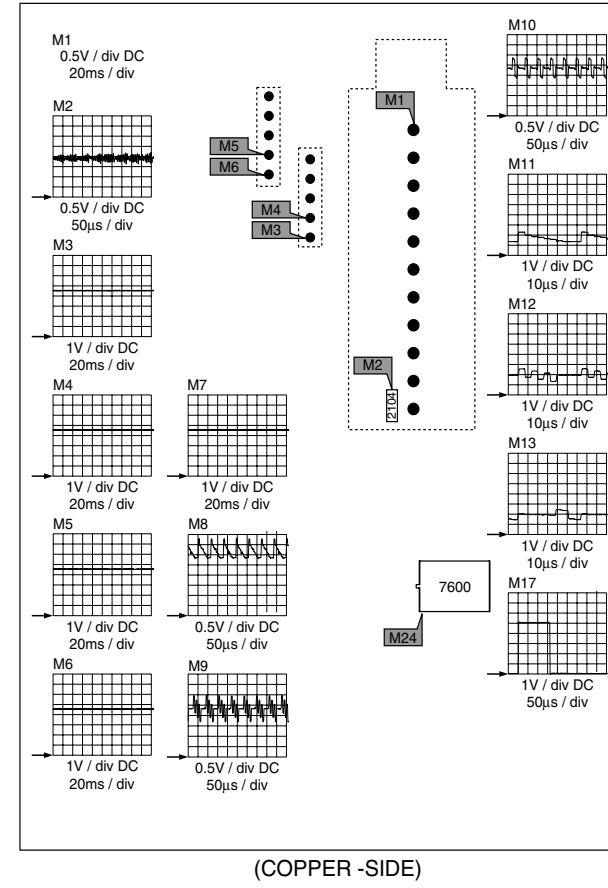 M1
0.5V / div DC
20ms / div
M2
0.5V / div DC
50µs / div
M3
1V / div DC
20ms / div
M4
1V / div DC
20ms / div
M5
1V / div DC
20ms / div
M6
1V / div DC
20ms / div
M7
1V / div DC
20ms / div
M8
0.5V / div DC
50µs / div
M9
0.5V / div DC
50µs / div
M5
M6
M4
M3
M1
M2
2104
7600
M24
M10
0.5V / div DC
50µs / div
M11
1V / div DC
10µs / div
M12
1V / div DC
10µs / div
M13
1V / div DC
10µs / div
M17
1V / div DC
50µs / div
(COPPER -SIDE)